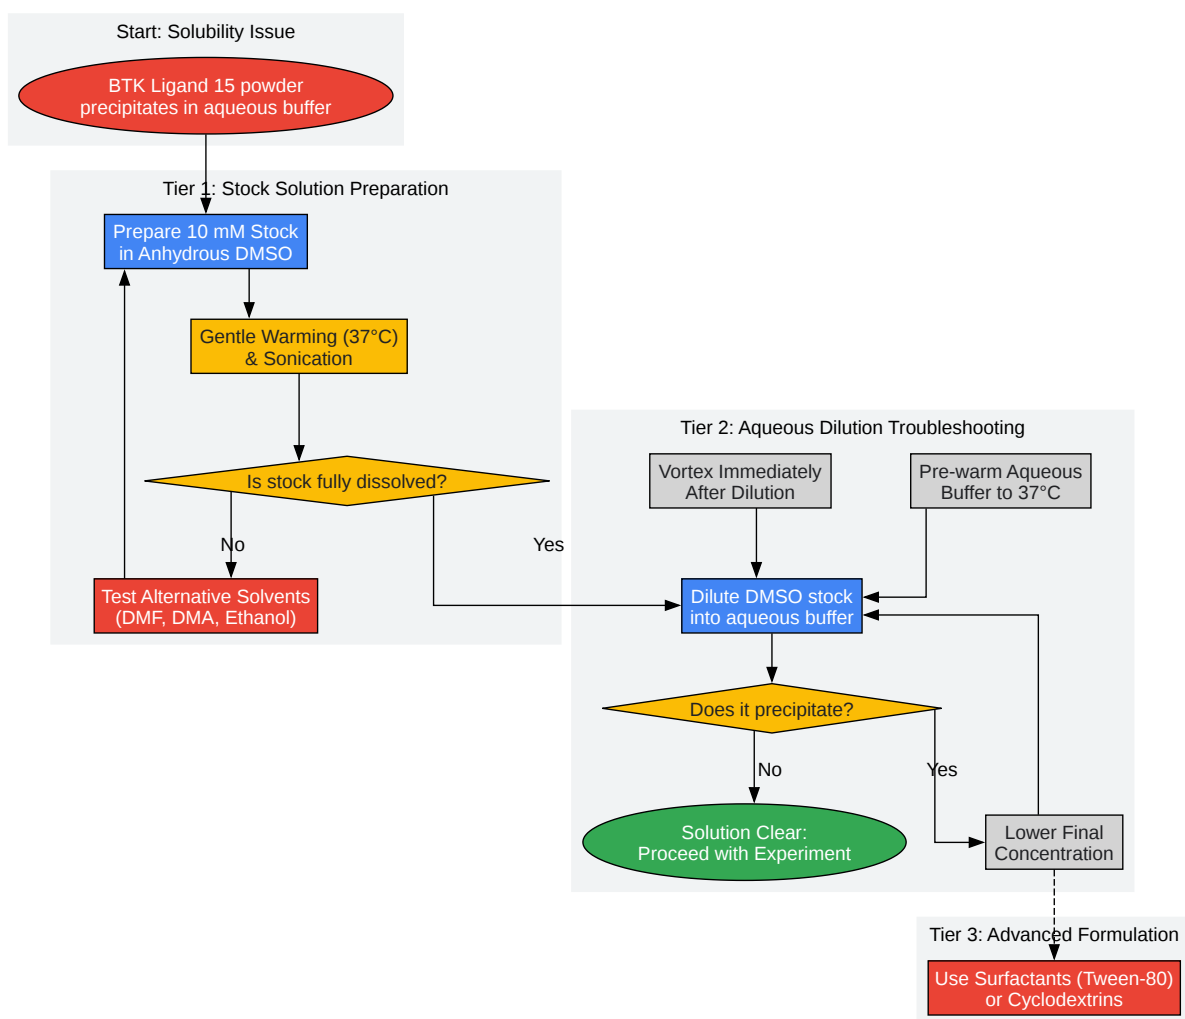 Start: Solubility Issue
BTK Ligand 15 powder
precipitates in aqueous buffer
Tier 1: Stock Solution Preparation
Prepare 10 mM Stock
in Anhydrous DMSO
Gentle Warming (37°C)
& Sonication
Is stock fully dissolved?
No
Yes
Test Alternative Solvents
(DMF, DMA, Ethanol)
Tier 2: Aqueous Dilution Troubleshooting
Vortex Immediately
After Dilution
Pre-warm Aqueous
Buffer to 37°C
Dilute DMSO stock
into aqueous buffer
Does it precipitate?
No
Yes
Solution Clear:
Proceed with Experiment
Lower Final
Concentration
Tier 3: Advanced Formulation
Use Surfactants (Tween-80)
or Cyclodextrins